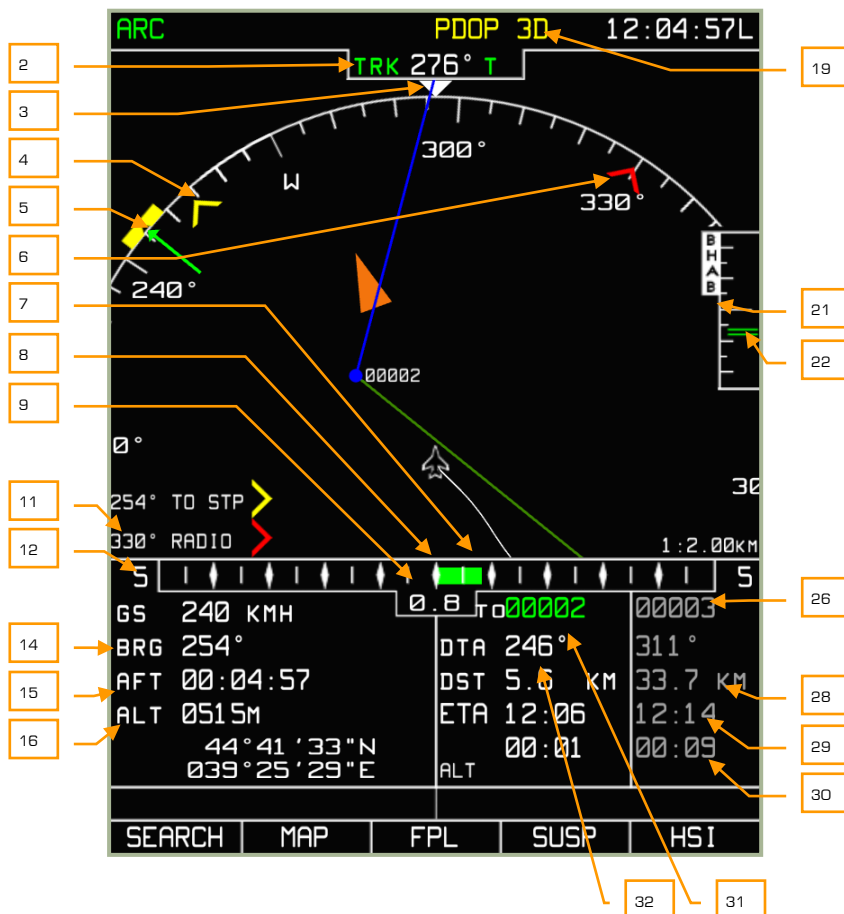 ARC PDOP 3D 12:04:57L
2 TRK 276° T 19
3
300°
4 W
330°
5
6 BHAB
240°
7 21
8 22
00002
9
0°
30
11 254° TO STP
330° RADIO 1:2.00KM
12 5 5
0.8
GS 240 KMH TO 00002 00003 26
14 BRG 254° DTA 246° 311°
15 AFT 00:04:57 DST 5.6 KM 33.7 KM 28
16 ALT 0515M ETA 12:06 12:14 29
44°41'33"N 00:01 00:09
039°25'29"E ALT 30
SEARCH MAP FPL SUSP HSI
32 31